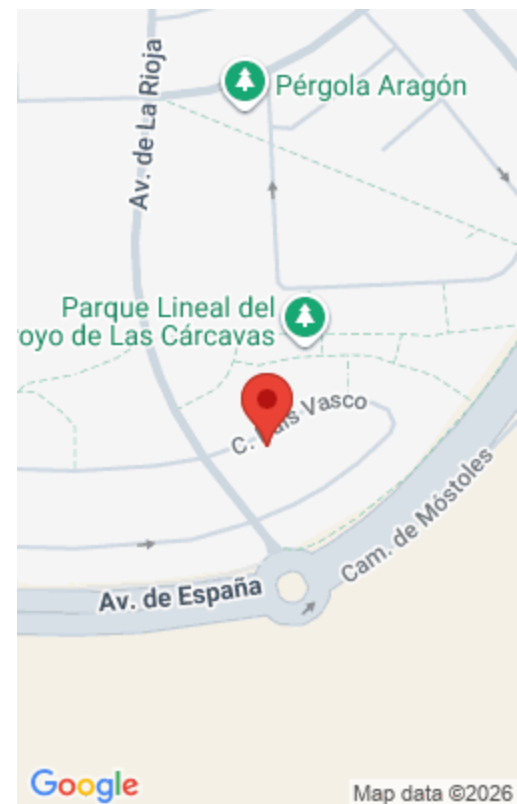 Av. de La Rioja
Pérgola Aragón
Parque Lineal del
royo de Las Cárcavas
C. País Vasco
Cam. de Móstoles
Av. de España
Google
Map data ©2026